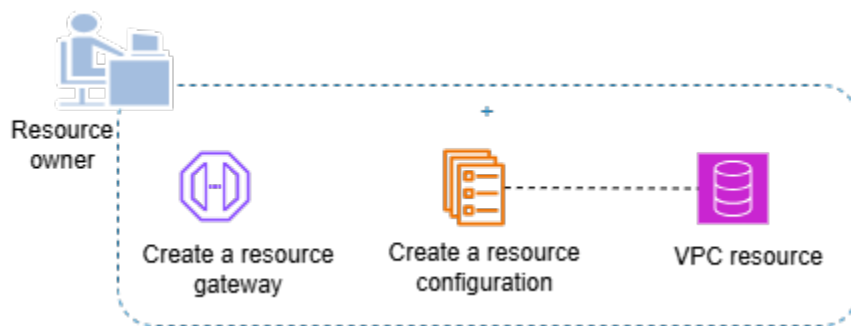 Resource
owner
Create a resource
gateway
Create a resource
configuration
VPC resource